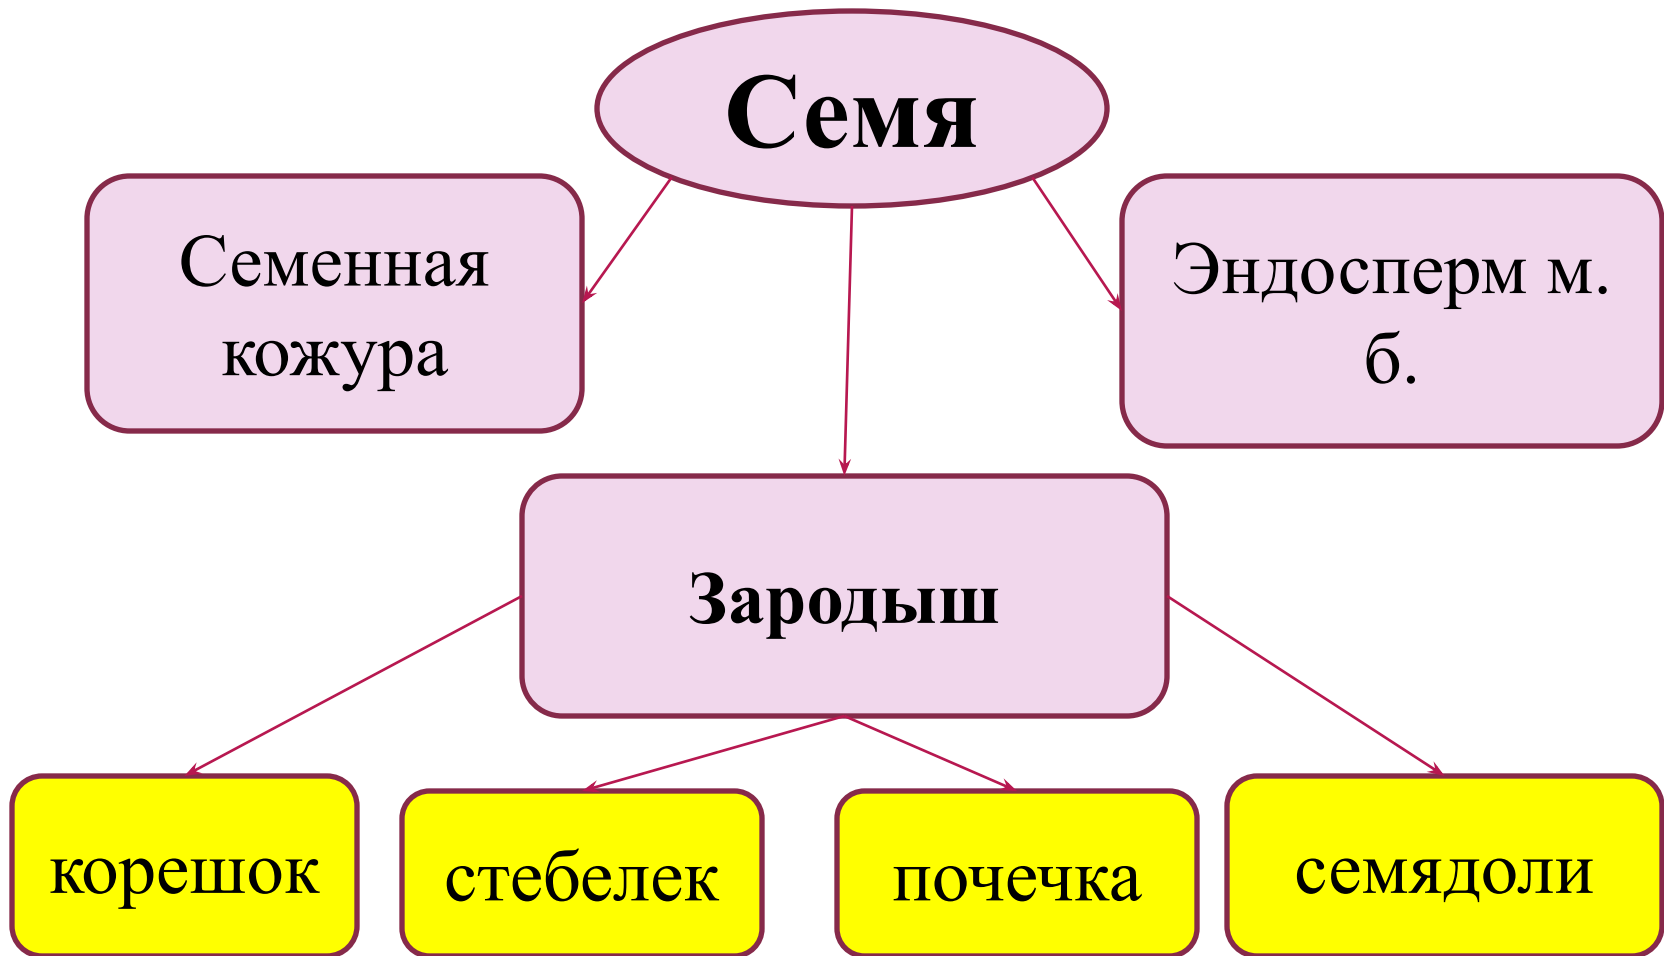 Семя
Семенная
кожура
Эндосперм м.
б.
Зародыш
корешок
стебелек
почечка
семядоли